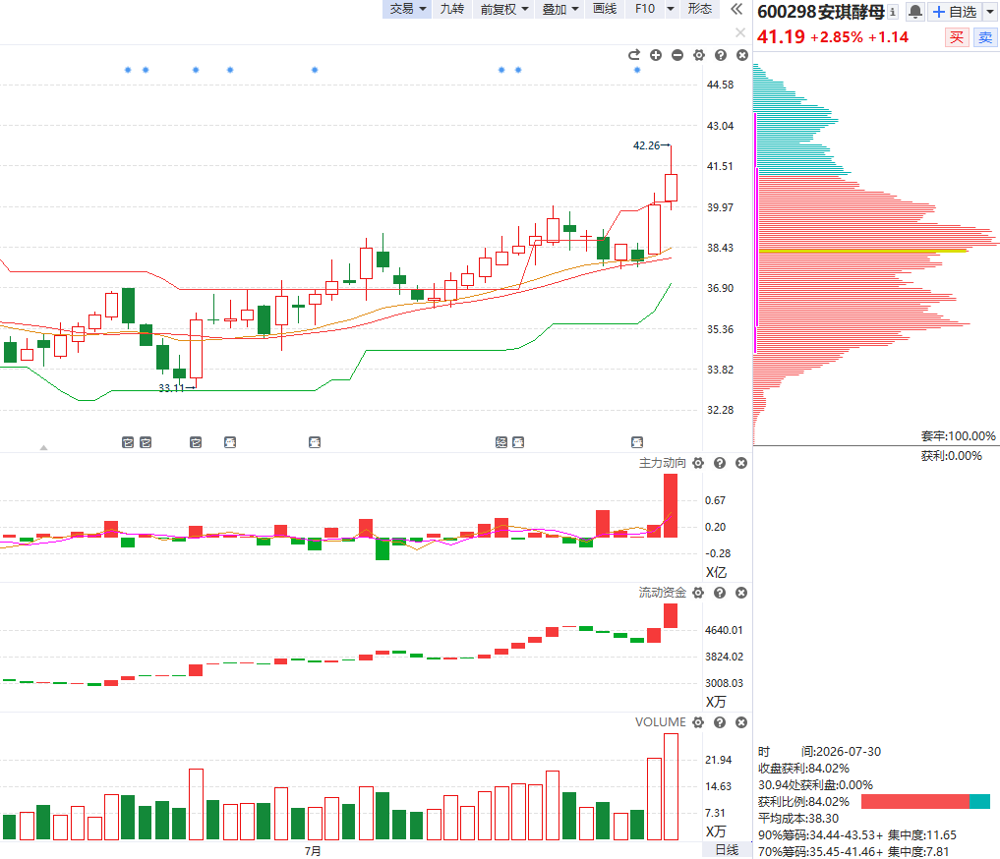 交易 九转 前复权 叠加 画线 F10 形态
600298安琪酵母 自选
41.19 +2.85% +1.14 买 卖
44.58
43.04
42.26
41.51
39.97
38.43
36.90
35.36
33.82
33.11
32.28
套牢:100.00%
获利:0.00%
主力动向
0.67
0.20
-0.28
X亿
流动资金
4640.01
3824.02
3008.03
X万
VOLUME
21.94
14.63
7.31
X万
7月
日线
时 间:2026-07-30
收盘获利:84.02%
30.94处获利盘:0.00%
获利比例:84.02%
平均成本:38.30
90%筹码:34.44-43.53+ 集中度:11.65
70%筹码:35.45-41.46+ 集中度:7.81